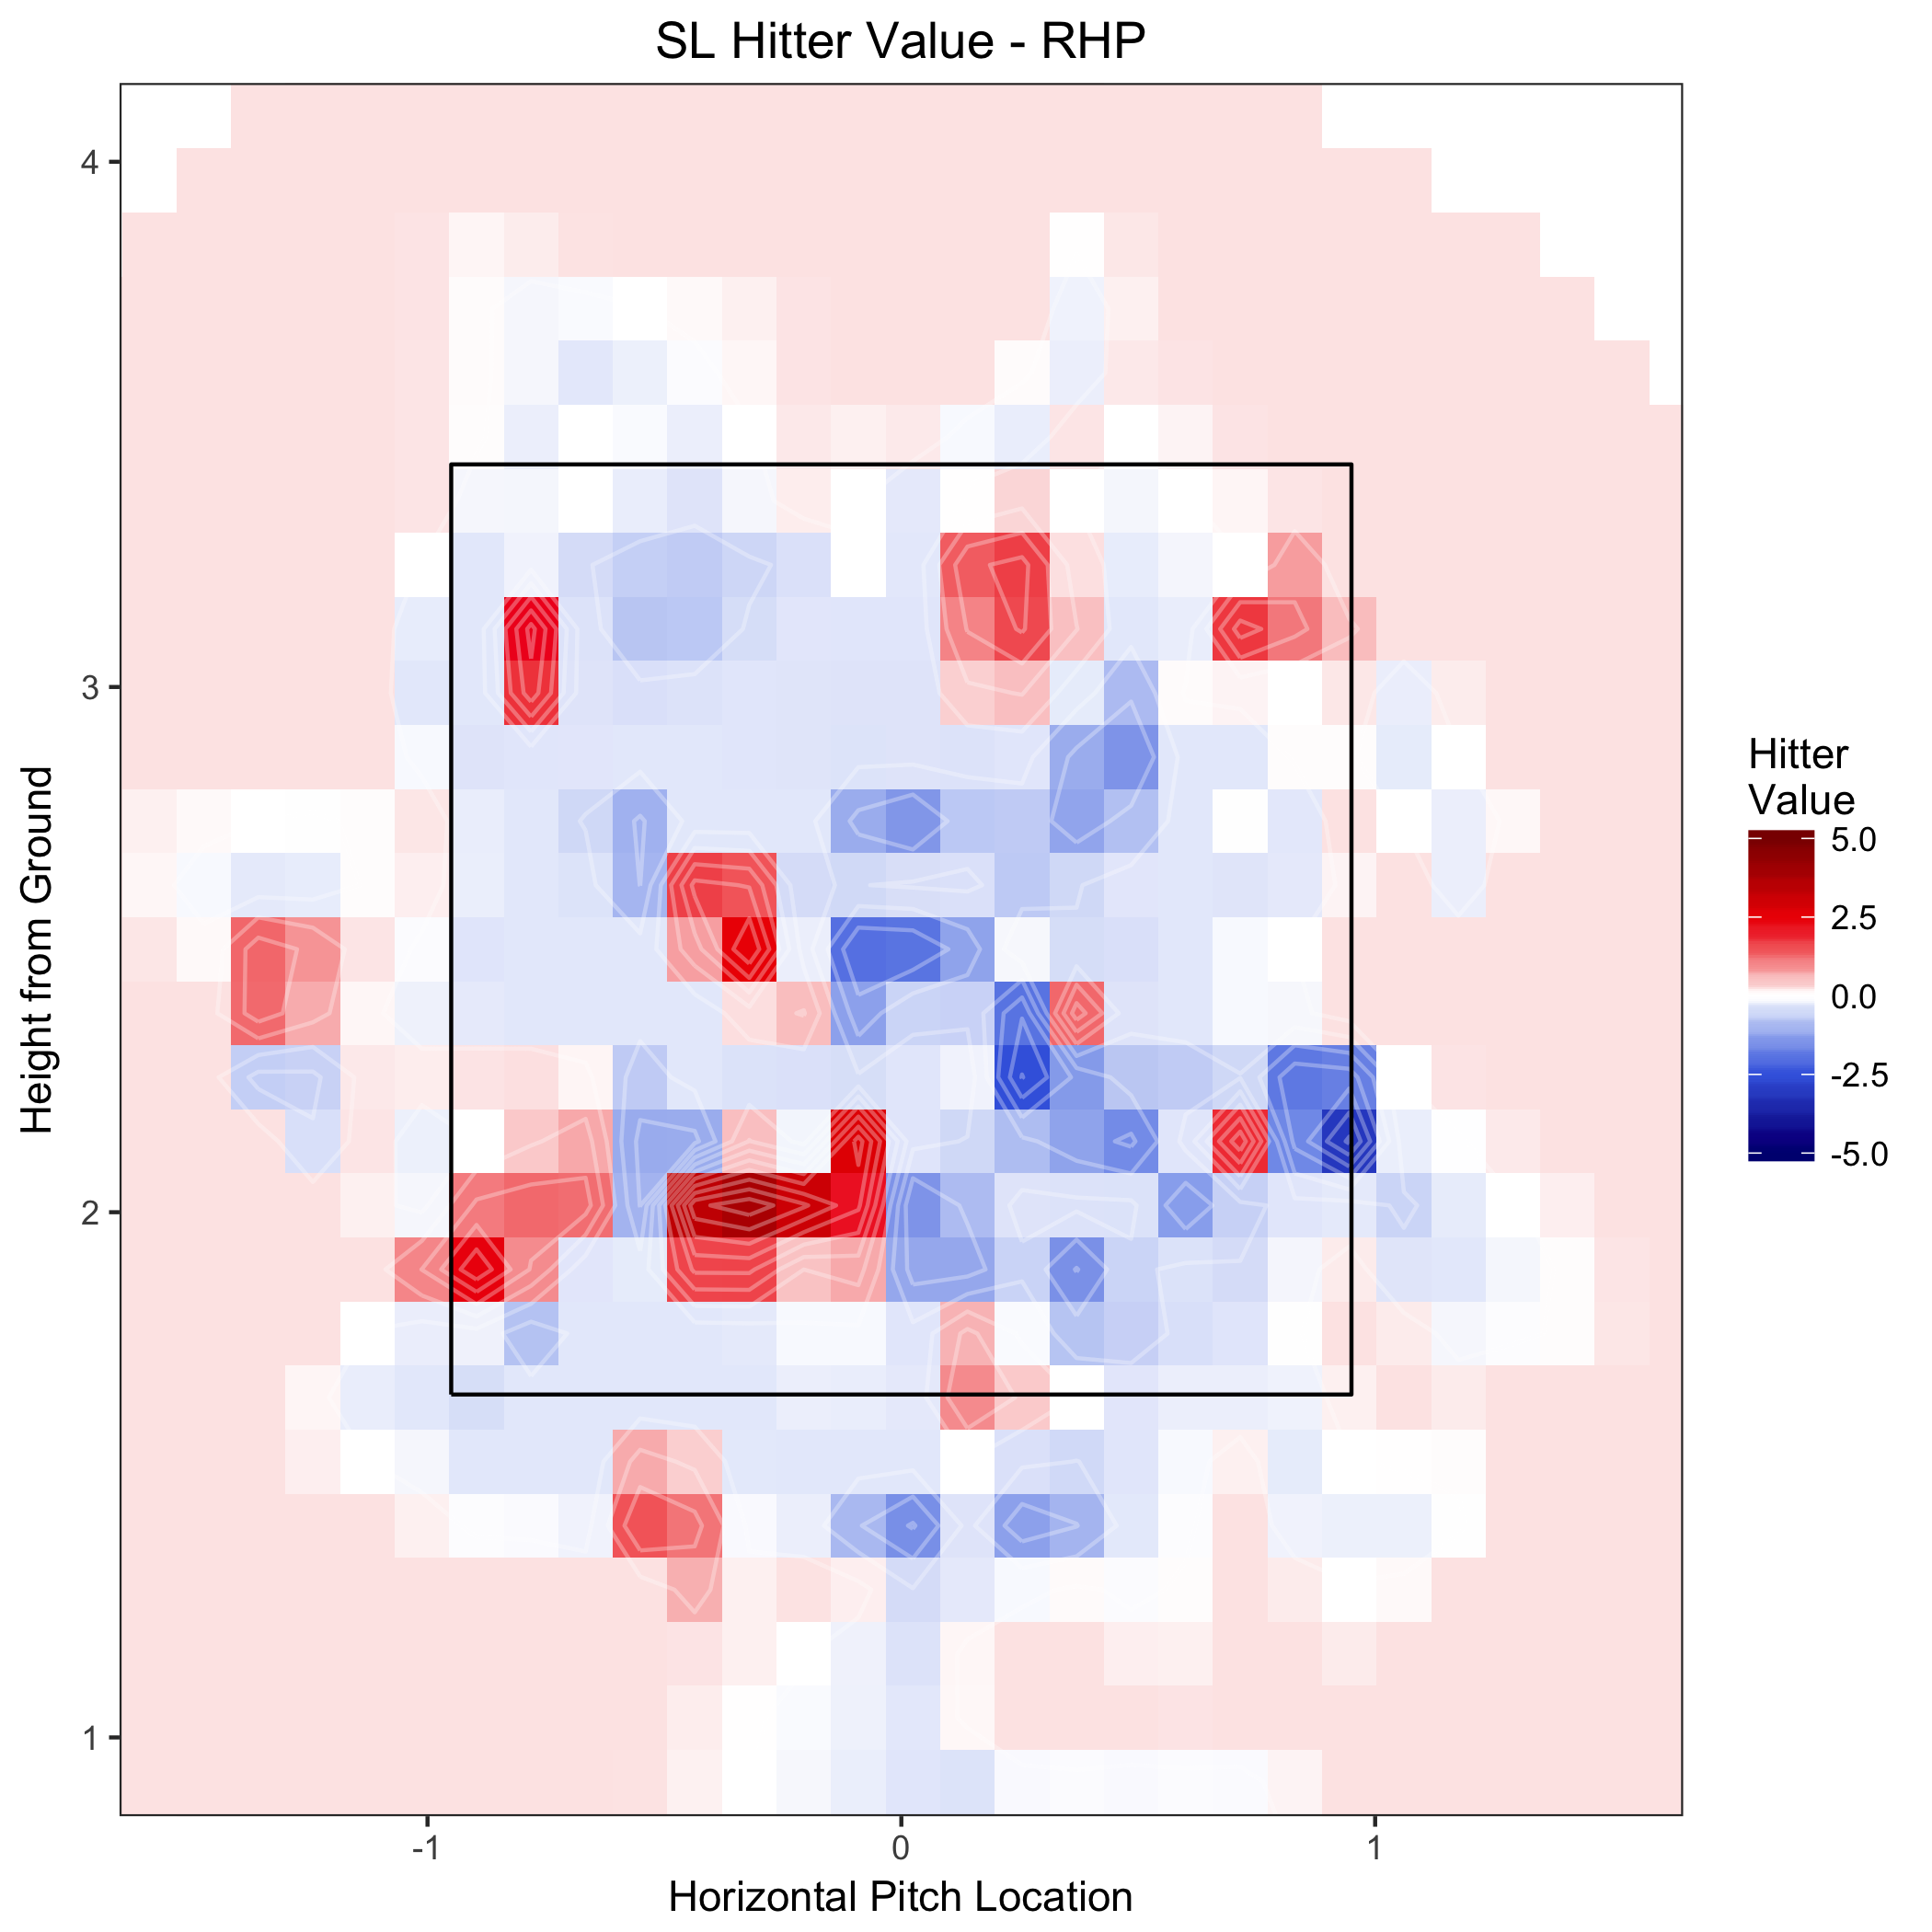 SL Hitter Value - RHP
4
3
2
1
Height from Ground
-1
0
1
Horizontal Pitch Location
Hitter
Value
5.0
2.5
0.0
-2.5
-5.0